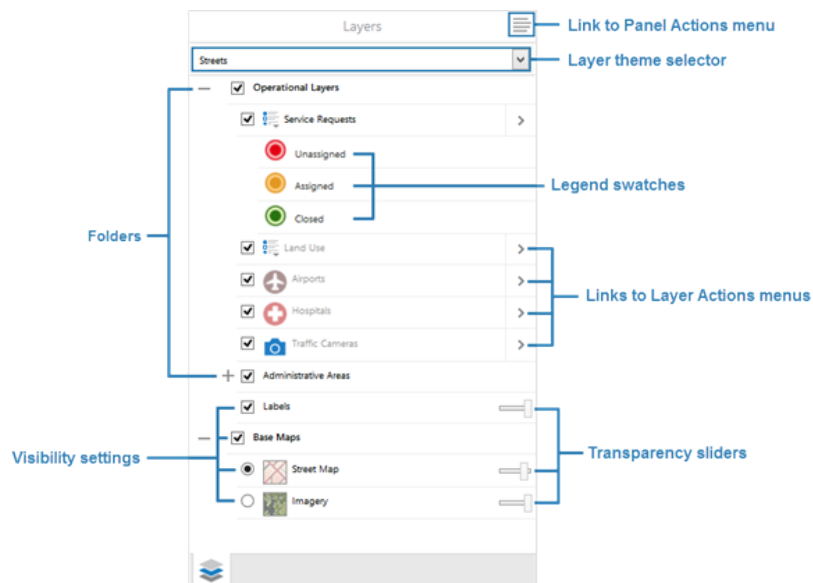 Layers
Link to Panel Actions menu
Streets
Layer theme selector
Operational Layers
Service Requests
Unassigned
Assigned
Legend swatches
Closed
Folders
Land Use
Airports
Links to Layer Actions menus
Hospitals
Traffic Cameras
Administrative Areas
Labels
Base Maps
Visibility settings
Transparency sliders
Street Map
Imagery